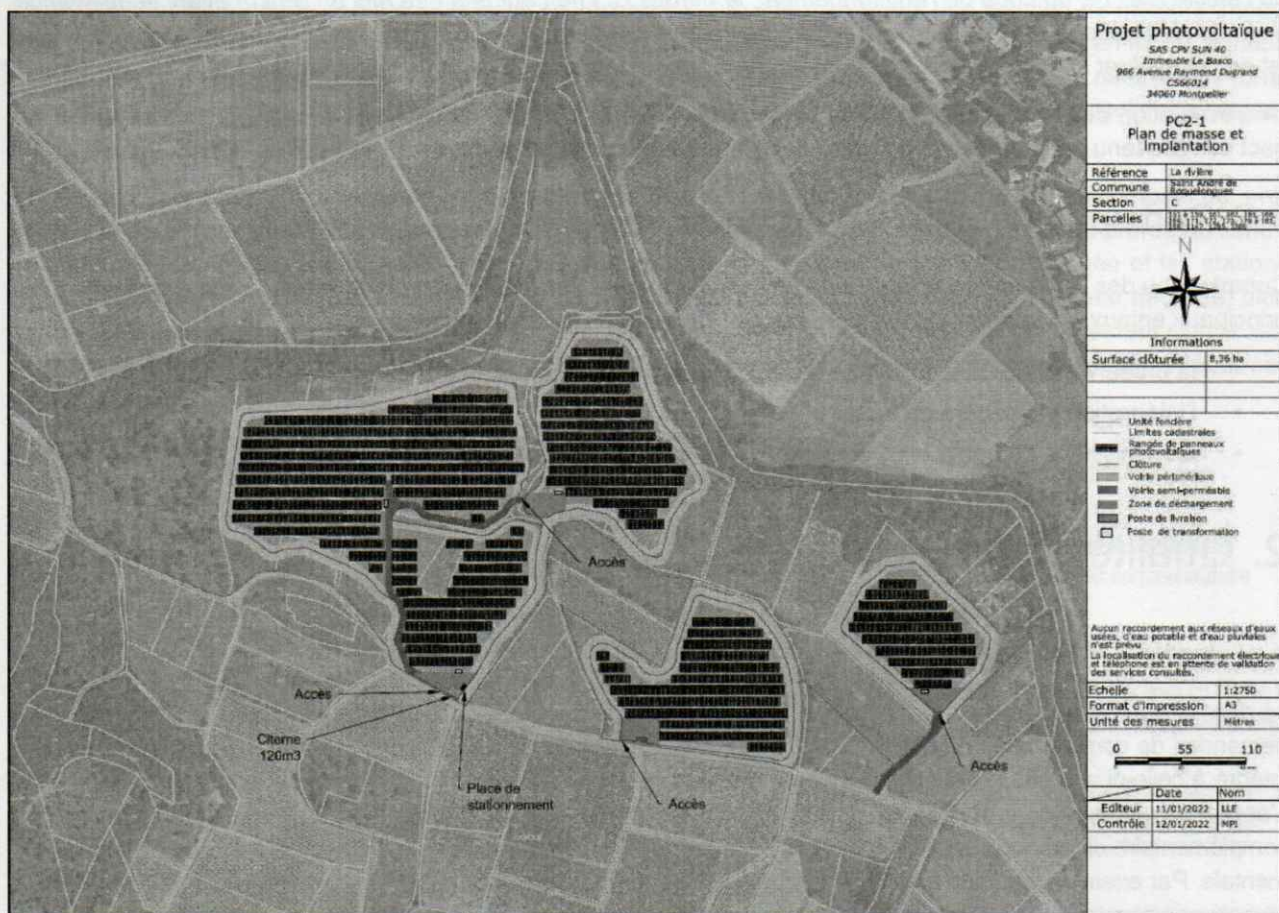 Projet photovoltaïque
SAS CPV SUN 40
Immeuble Le Basco
966 Avenue Raymond Dugrand
CS66014
34060 Montpellier
PC2-1
Plan de masse et
Implantation
Référence La rivière
Commune Saint André de
Roquelongues
Section C
Parcelles
N
Informations
Surface clôturée 8,36 ha
Unité foncière
Limites cadastrales
Rangée de panneaux
photovoltaïques
Clôture
Voirie périphérique
Voirie semi-perméable
Zone de déchargement
Poste de livraison
Poste de transformation
Aucun raccordement aux réseaux d'eaux
usées, d'eau potable et d'eau pluviales
n'est prévu
La localisation du raccordement électrique
et téléphone est en attente de validation
des services consultés.
Echelle 1:2750
Format d'impression A3
Unité des mesures Mètres
0 55 110
Date Nom
Editeur 11/01/2022 LLE
Contrôle 12/01/2022 MPI
Accès
Accès
Citerne
120m3
Place de
stationnement
Accès
Accès